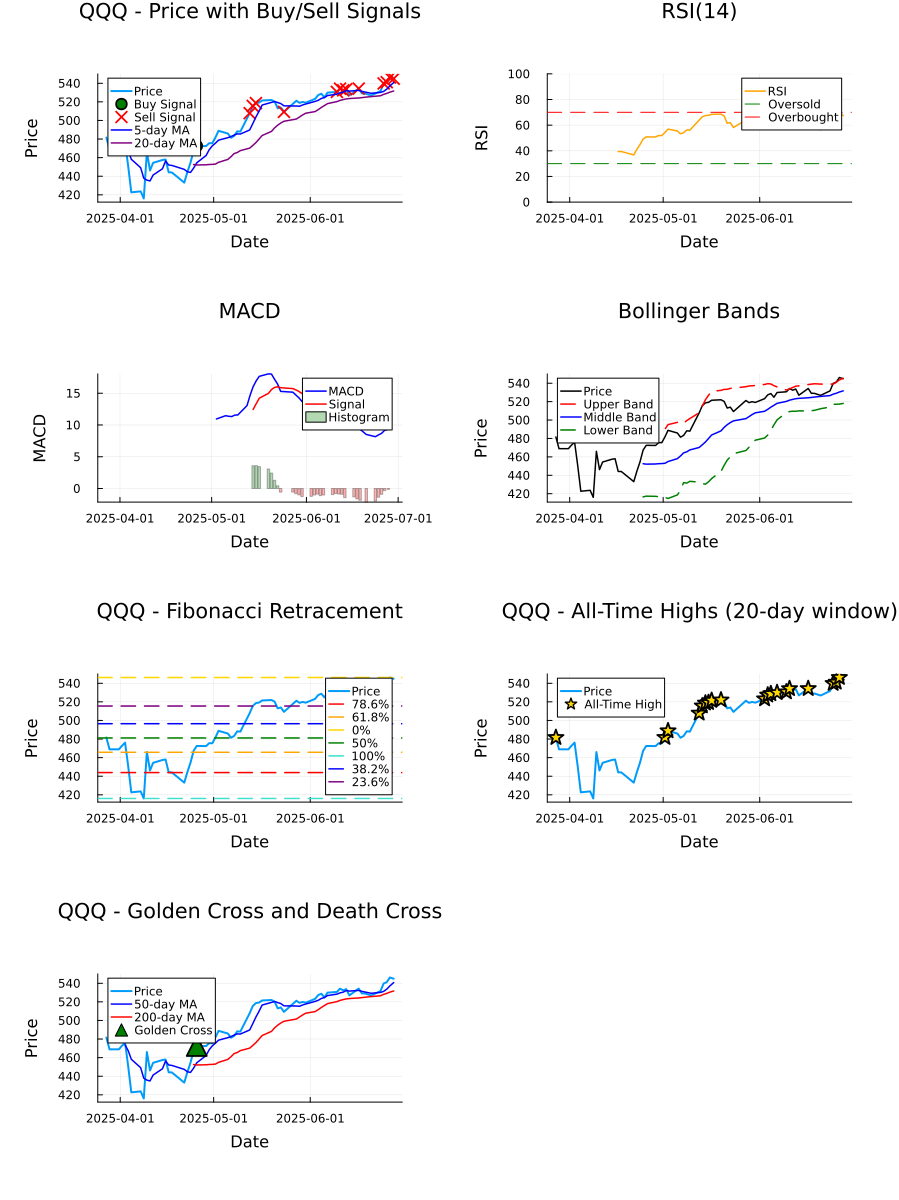 QQQ - Price with Buy/Sell Signals
Price
540
520
500
480
460
440
420
Price
Buy Signal
Sell Signal
5-day MA
20-day MA
2025-04-01
2025-05-01
2025-06-01
Date
RSI(14)
RSI
100
80
60
40
20
0
RSI
Oversold
Overbought
2025-04-01
2025-05-01
2025-06-01
Date
MACD
MACD
15
10
5
0
MACD
Signal
Histogram
2025-04-01
2025-05-01
2025-06-01
2025-07-01
Date
Bollinger Bands
Price
540
520
500
480
460
440
420
Price
Upper Band
Middle Band
Lower Band
2025-04-01
2025-05-01
2025-06-01
Date
QQQ - Fibonacci Retracement
Price
540
520
500
480
460
440
420
Price
78.6%
61.8%
0%
50%
100%
38.2%
23.6%
2025-04-01
2025-05-01
2025-06-01
Date
QQQ - All-Time Highs (20-day window)
Price
540
520
500
480
460
440
420
Price
All-Time High
2025-04-01
2025-05-01
2025-06-01
Date
QQQ - Golden Cross and Death Cross
Price
540
520
500
480
460
440
420
Price
50-day MA
200-day MA
Golden Cross
2025-04-01
2025-05-01
2025-06-01
Date